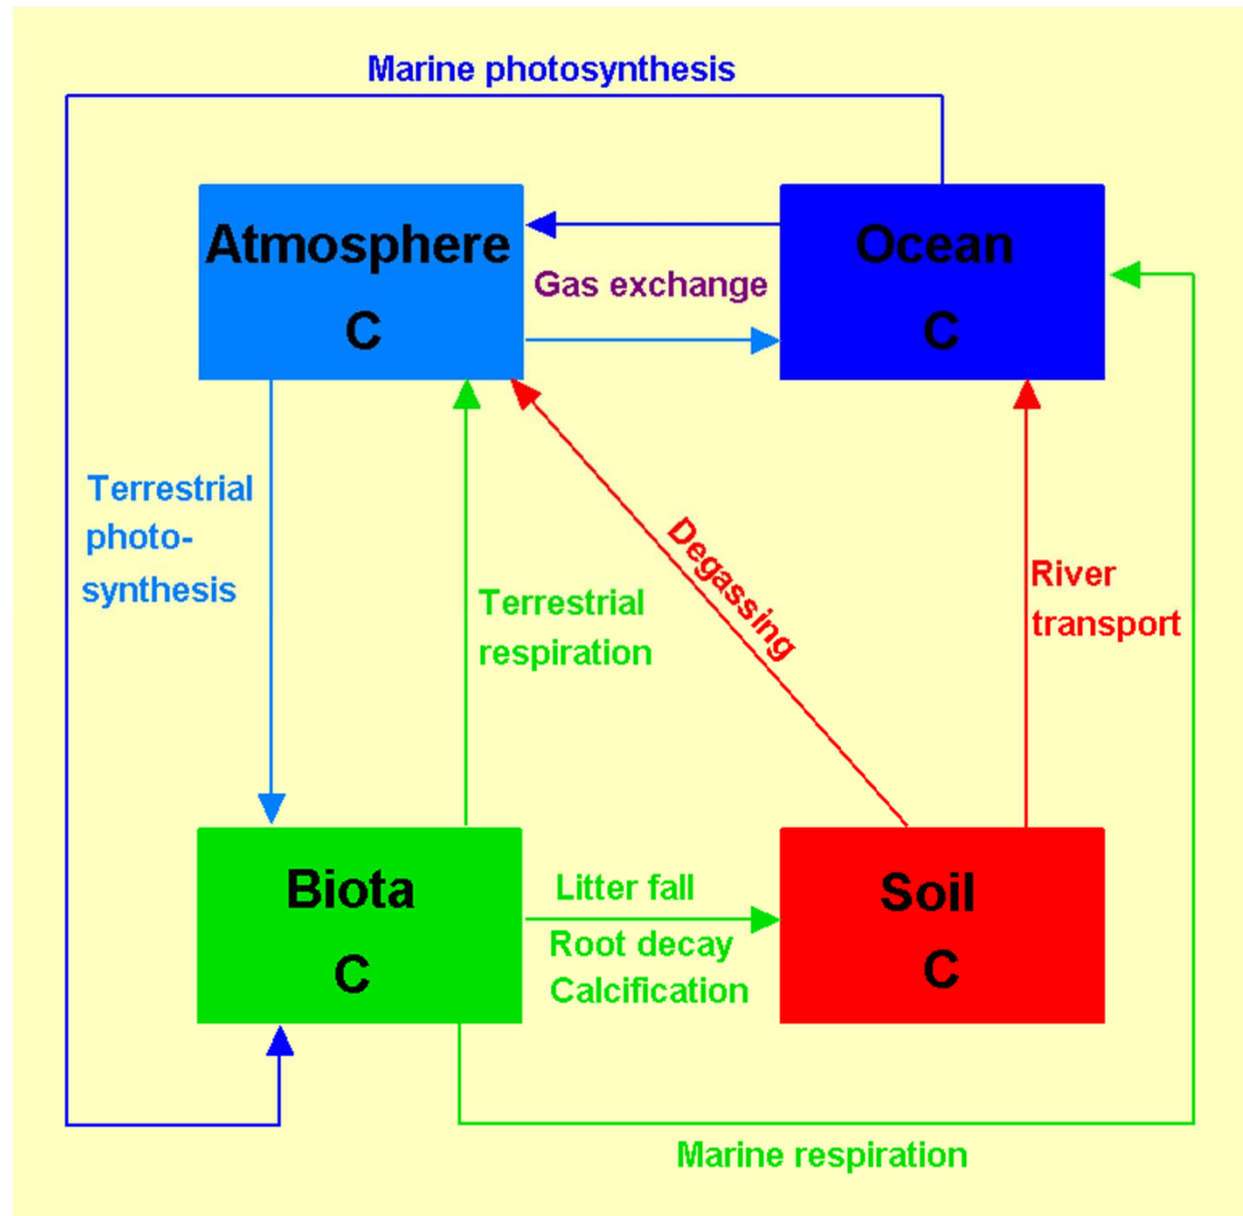 Marine photosynthesis
Atmosphere
C
Gas exchange
Ocean
C
Terrestrial
photo-
synthesis
Terrestrial
respiration
Degassing
River
transport
Biota
C
Litter fall
Root decay
Calcification
Soil
C
Marine respiration